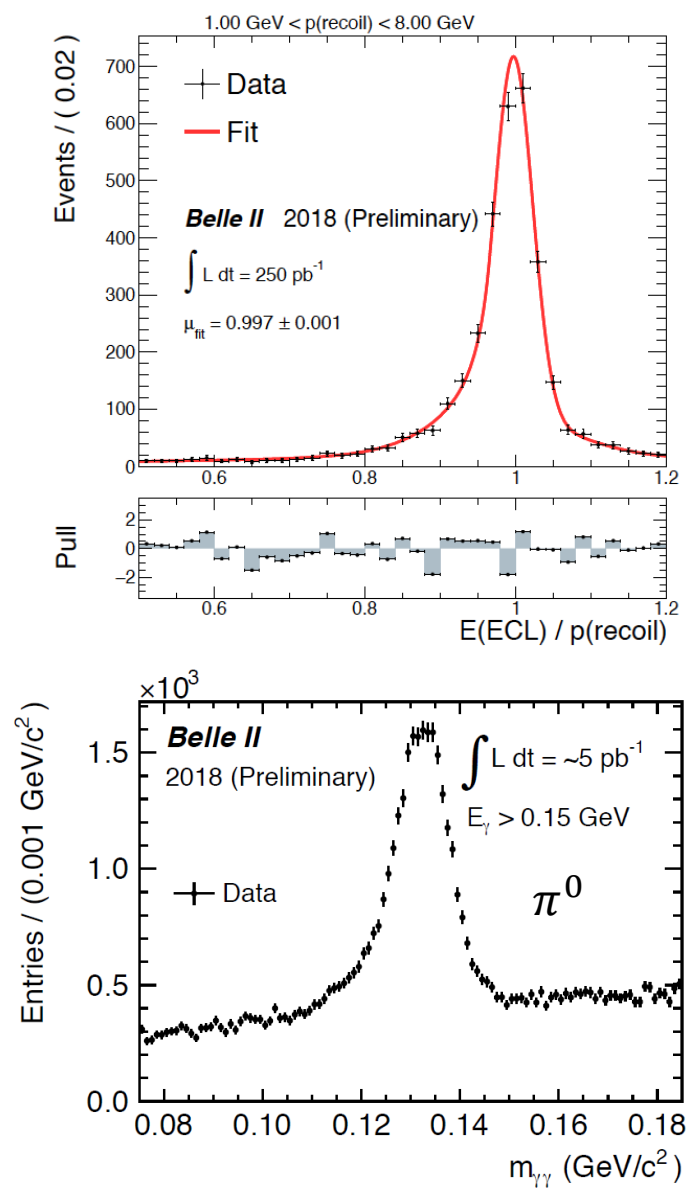 1.00 GeV < p(recoil) < 8.00 GeV
Events / ( 0.02)
700
600
500
400
300
200
100
0
Data
Fit
Belle II 2018 (Preliminary)
∫ L dt = 250 pb⁻¹
μfit = 0.997 ± 0.001
0.6 0.8 1 1.2
Pull
2
0
−2
0.6 0.8 1 1.2
E(ECL) / p(recoil)
×10³
Entries / (0.001 GeV/c²)
1.5
1.0
0.5
0.0
Belle II
2018 (Preliminary)
∫ L dt = ~5 pb⁻¹
Eγ > 0.15 GeV
Data
π⁰
0.08 0.10 0.12 0.14 0.16 0.18
mγγ (GeV/c²)